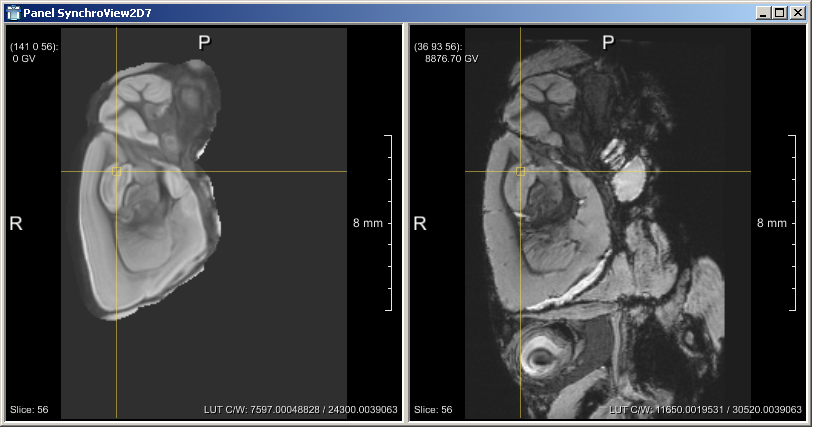 Panel SynchroView2D7
P
(141 0 56):
0 GV
R
8 mm
Slice: 56
LUT C/W: 7597.00048828 / 24300.0039063
P
(36 93 56):
8876.70 GV
R
8 mm
Slice: 56
LUT C/W: 11650.0019531 / 30520.0039063